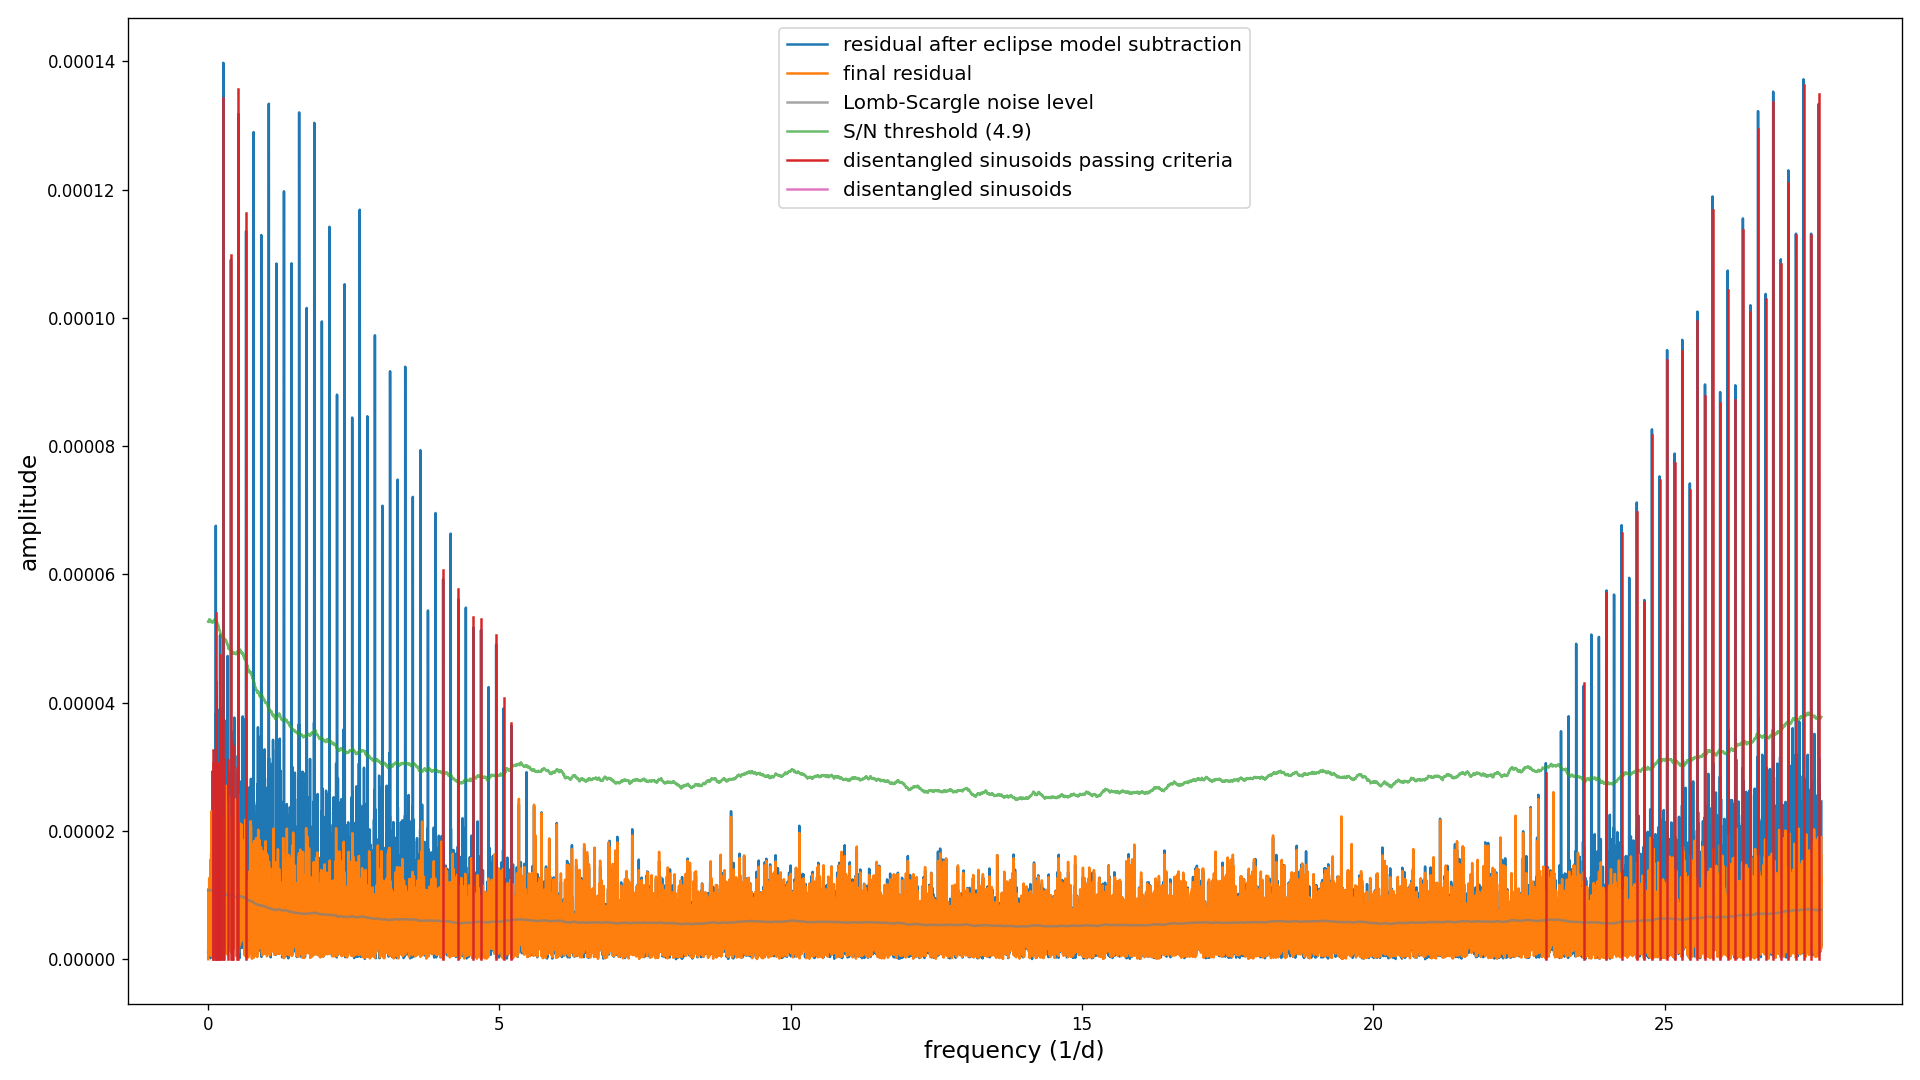 residual after eclipse model subtraction
final residual
Lomb-Scargle noise level
S/N threshold (4.9)
disentangled sinusoids passing criteria
disentangled sinusoids
0.00014
0.00012
0.00010
0.00008
0.00006
0.00004
0.00002
0.00000
amplitude
0 5 10 15 20 25
frequency (1/d)